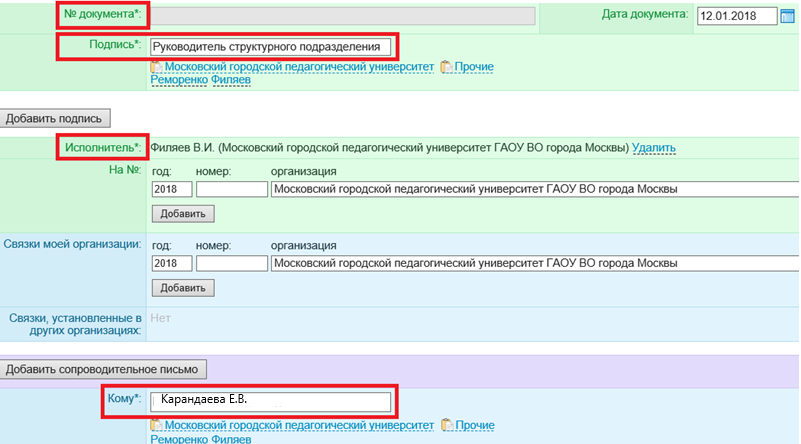 № документа*: Дата документа: 12.01.2018
Подпись*: Руководитель структурного подразделения
Московский городской педагогический университет Прочие
Реморенко Филяев
Добавить подпись
Исполнитель*: Филяев В.И. (Московский городской педагогический университет ГАОУ ВО города Москвы) Удалить
На №: год: номер: организация
2018 Московский городской педагогический университет ГАОУ ВО города Москвы
Добавить
Связки моей организации: год: номер: организация
2018 Московский городской педагогический университет ГАОУ ВО города Москвы
Добавить
Связки, установленные в Нет
других организациях:
Добавить сопроводительное письмо
Кому*: Карандаева Е.В.
Московский городской педагогический университет Прочие
Реморенко Филяев